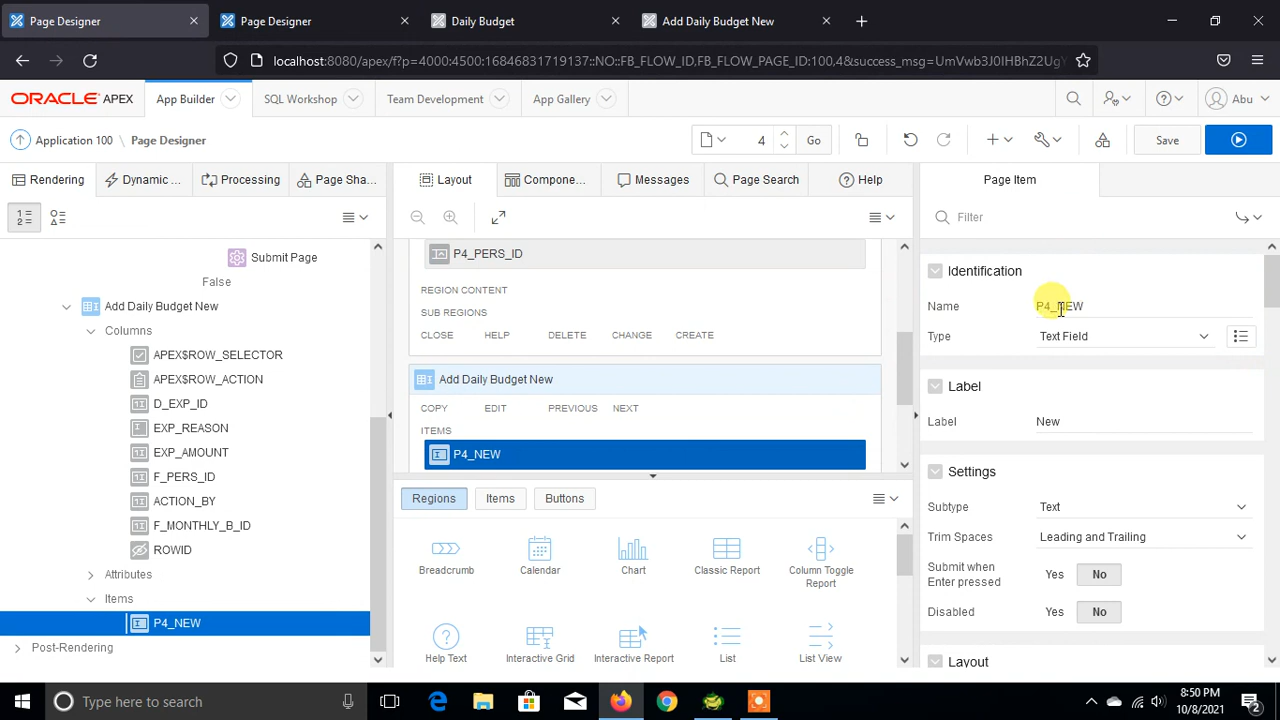 Page Designer
Page Designer
Daily Budget
Add Daily Budget New
localhost:8080/apex/f?p=4000:4500:16846831719137::NO::FB_FLOW_ID,FB_FLOW_PAGE_ID:100,4&success_msg=UmVwb3J0IHBhZ2Ug
ORACLE APEX
App Builder
SQL Workshop
Team Development
App Gallery
Abu
Application 100 \ Page Designer
4
Go
Save
Rendering
Dynamic ...
Processing
Page Sha...
Layout
Compone...
Messages
Page Search
Help
Page Item
Filter
Submit Page
False
Add Daily Budget New
Columns
APEX$ROW_SELECTOR
APEX$ROW_ACTION
D_EXP_ID
EXP_REASON
EXP_AMOUNT
F_PERS_ID
ACTION_BY
F_MONTHLY_B_ID
ROWID
Attributes
Items
P4_NEW
Post-Rendering
P4_PERS_ID
REGION CONTENT
SUB REGIONS
CLOSE HELP DELETE CHANGE CREATE
Add Daily Budget New
COPY EDIT PREVIOUS NEXT
ITEMS
P4_NEW
Regions Items Buttons
Breadcrumb
Calendar
Chart
Classic Report
Column Toggle Report
Help Text
Interactive Grid
Interactive Report
List
List View
Identification
Name P4_NEW
Type Text Field
Label
Label New
Settings
Subtype Text
Trim Spaces Leading and Trailing
Submit when Enter pressed Yes No
Disabled Yes No
Layout
Type here to search
8:50 PM
10/8/2021
2